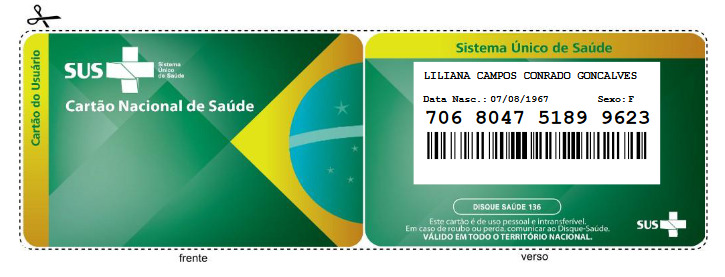 Cartão do Usuário
SUS
Sistema
Único
de Saúde
Cartão Nacional de Saúde
frente
Sistema Único de Saúde
LILIANA CAMPOS CONRADO GONCALVES
Data Nasc.: 07/08/1967 Sexo: F
706 8047 5189 9623
DISQUE SAÚDE 136
Este cartão é de uso pessoal e intransferível.
Em caso de roubo ou perda, comunicar ao Disque-Saúde.
VÁLIDO EM TODO O TERRITÓRIO NACIONAL.
SUS
verso